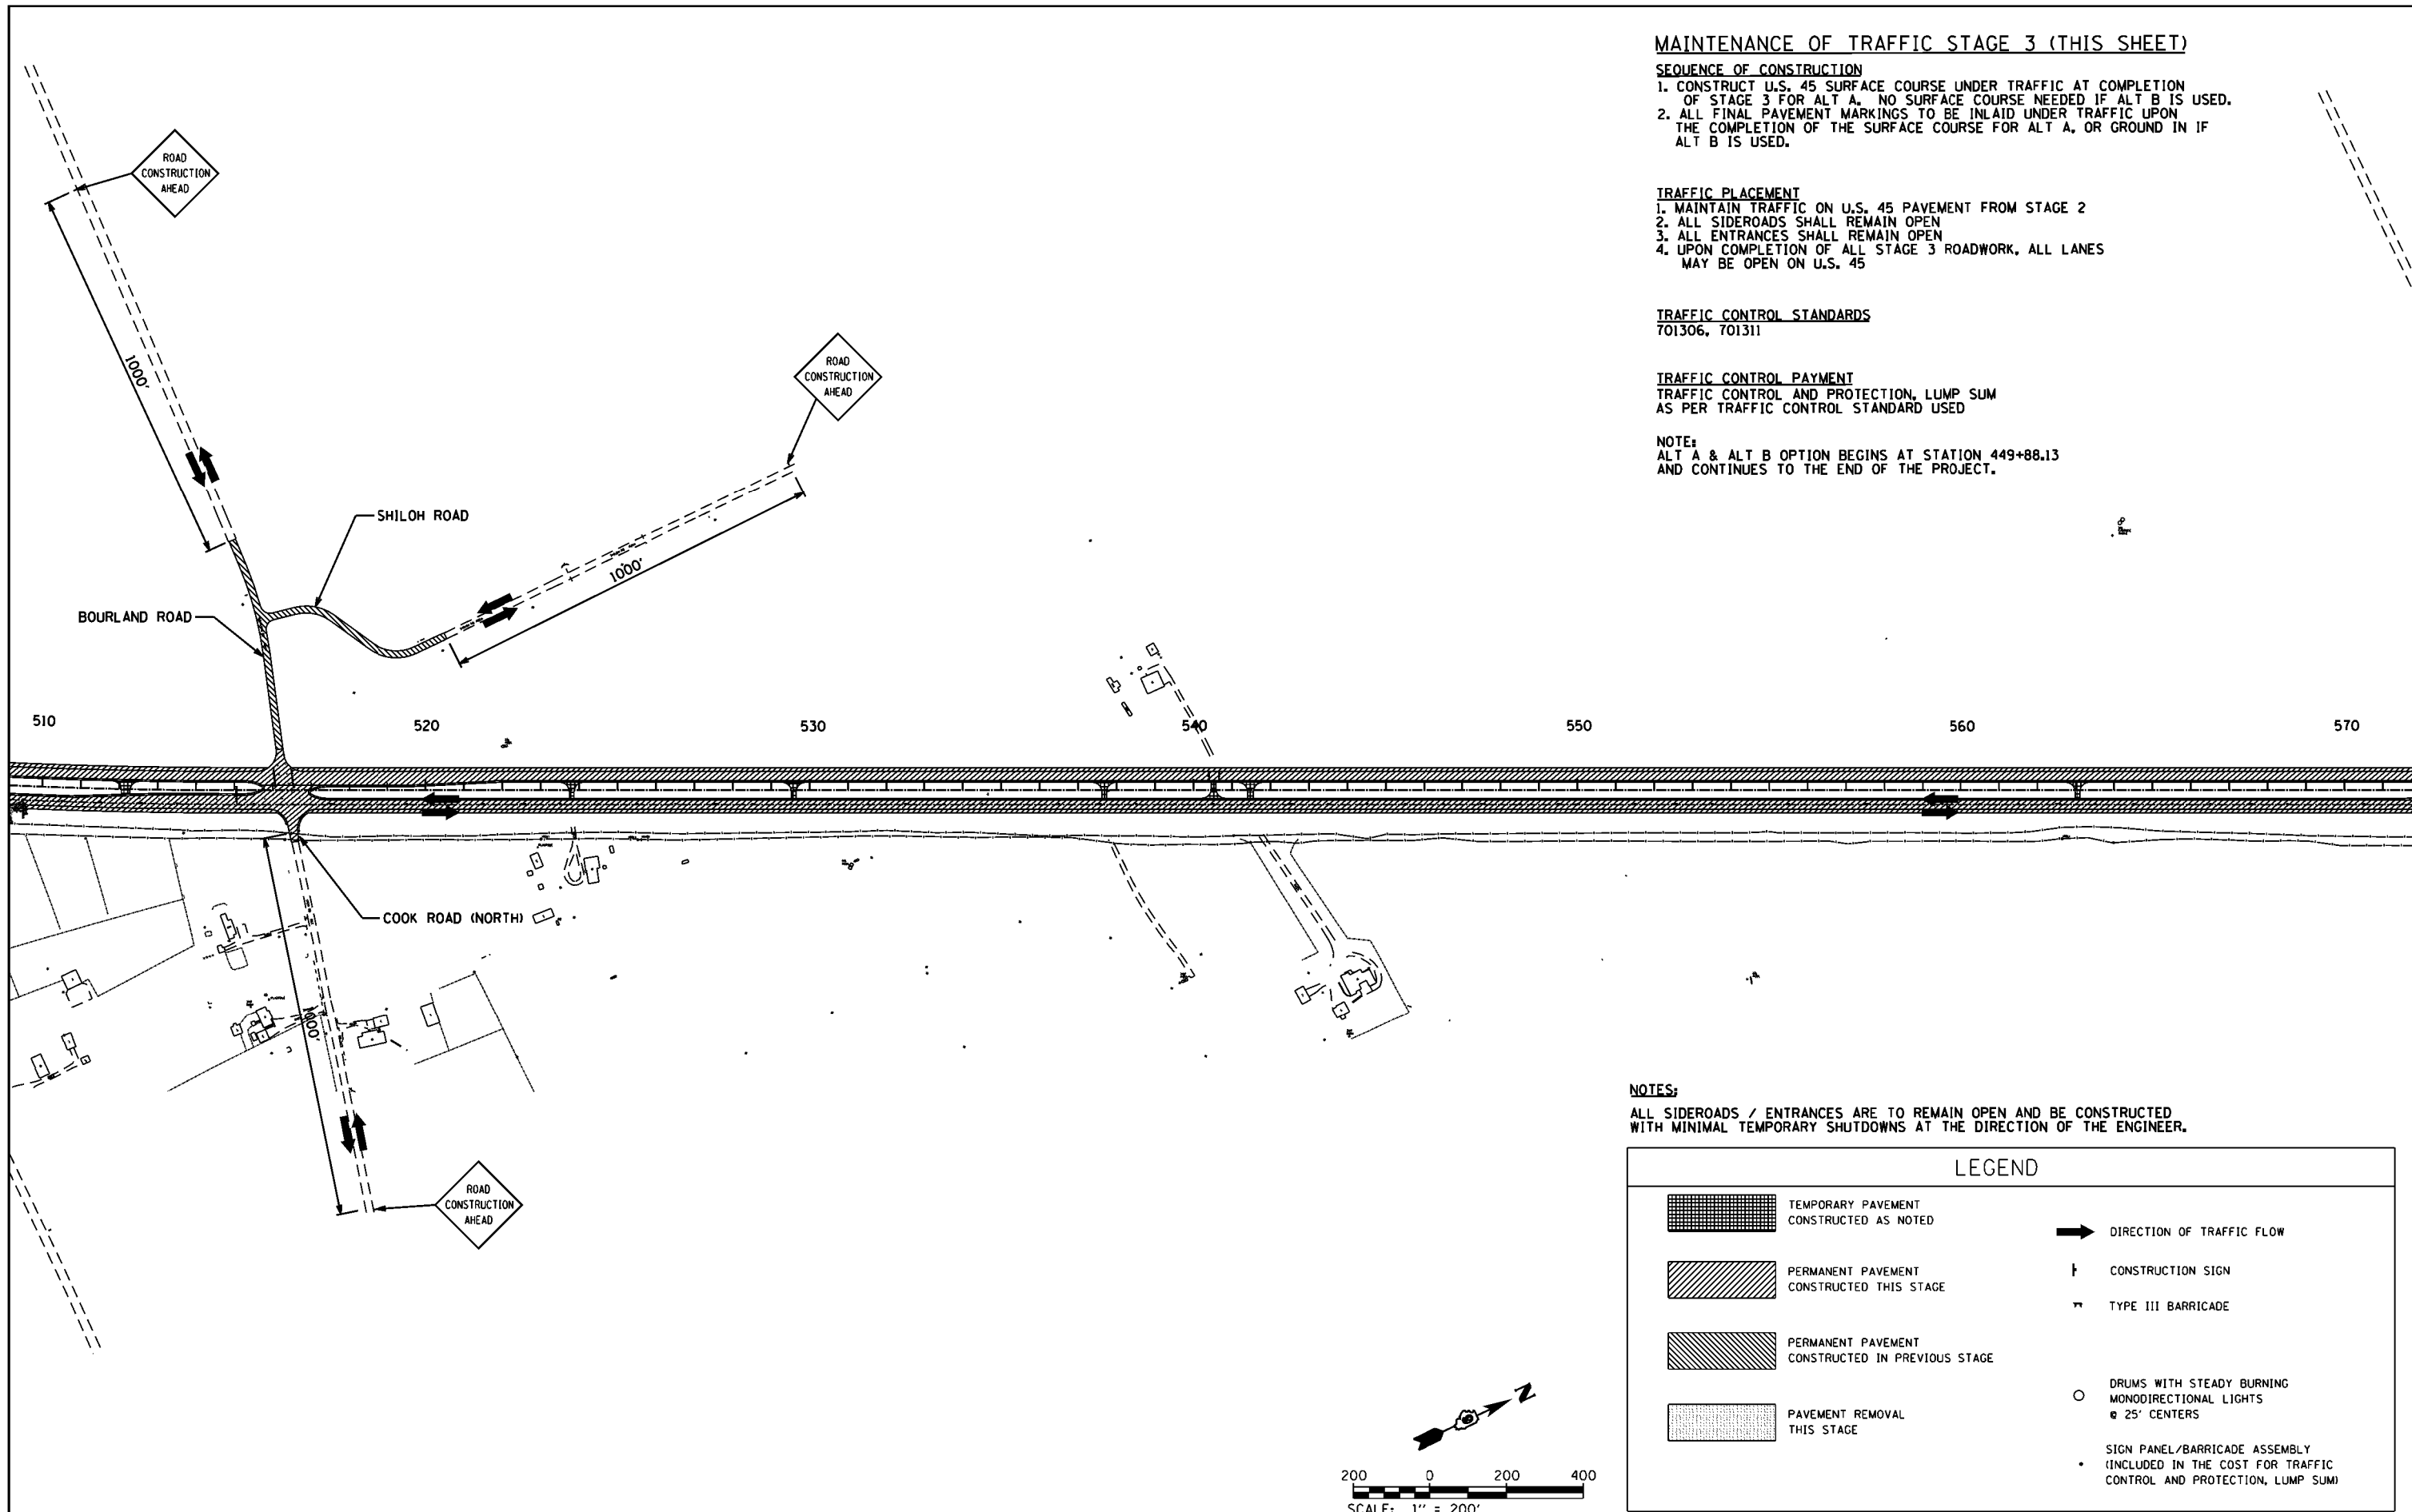 MAINTENANCE OF TRAFFIC STAGE 3 (THIS SHEET)
SEQUENCE OF CONSTRUCTION
1. CONSTRUCT U.S. 45 SURFACE COURSE UNDER TRAFFIC AT COMPLETION
OF STAGE 3 FOR ALT A. NO SURFACE COURSE NEEDED IF ALT B IS USED.
2. ALL FINAL PAVEMENT MARKINGS TO BE INLAID UNDER TRAFFIC UPON
THE COMPLETION OF THE SURFACE COURSE FOR ALT A, OR GROUND IN IF
ALT B IS USED.
TRAFFIC PLACEMENT
1. MAINTAIN TRAFFIC ON U.S. 45 PAVEMENT FROM STAGE 2
2. ALL SIDEROADS SHALL REMAIN OPEN
3. ALL ENTRANCES SHALL REMAIN OPEN
4. UPON COMPLETION OF ALL STAGE 3 ROADWORK, ALL LANES
MAY BE OPEN ON U.S. 45
TRAFFIC CONTROL STANDARDS
701306, 701311
TRAFFIC CONTROL PAYMENT
TRAFFIC CONTROL AND PROTECTION, LUMP SUM
AS PER TRAFFIC CONTROL STANDARD USED
NOTE:
ALT A & ALT B OPTION BEGINS AT STATION 449+88.13
AND CONTINUES TO THE END OF THE PROJECT.
ROAD
CONSTRUCTION
AHEAD
1000'
ROAD
CONSTRUCTION
AHEAD
1000'
SHILOH ROAD
BOURLAND ROAD
510
520
530
540
550
560
570
COOK ROAD (NORTH)
1000'
ROAD
CONSTRUCTION
AHEAD
NOTES:
ALL SIDEROADS / ENTRANCES ARE TO REMAIN OPEN AND BE CONSTRUCTED
WITH MINIMAL TEMPORARY SHUTDOWNS AT THE DIRECTION OF THE ENGINEER.
LEGEND
TEMPORARY PAVEMENT
CONSTRUCTED AS NOTED
PERMANENT PAVEMENT
CONSTRUCTED THIS STAGE
PERMANENT PAVEMENT
CONSTRUCTED IN PREVIOUS STAGE
PAVEMENT REMOVAL
THIS STAGE
DIRECTION OF TRAFFIC FLOW
CONSTRUCTION SIGN
TYPE III BARRICADE
DRUMS WITH STEADY BURNING
MONODIRECTIONAL LIGHTS
@ 25' CENTERS
SIGN PANEL/BARRICADE ASSEMBLY
(INCLUDED IN THE COST FOR TRAFFIC
CONTROL AND PROTECTION, LUMP SUM)
N
200 0 200 400
SCALE: 1" = 200'